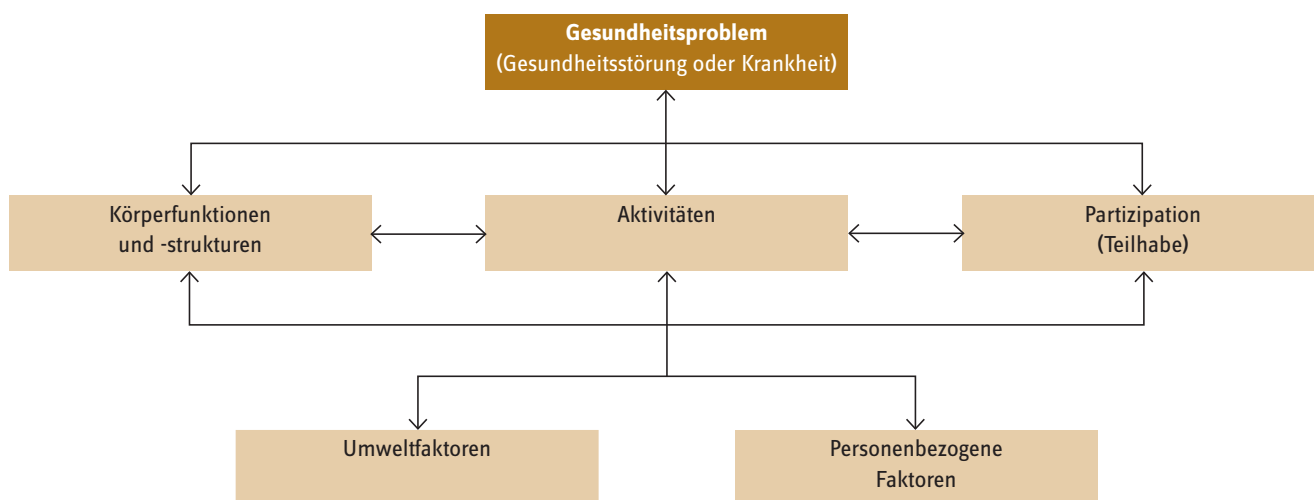 Gesundheitsproblem
(Gesundheitsstörung oder Krankheit)
Körperfunktionen
und -strukturen
Aktivitäten
Partizipation
(Teilhabe)
Umweltfaktoren
Personenbezogene
Faktoren